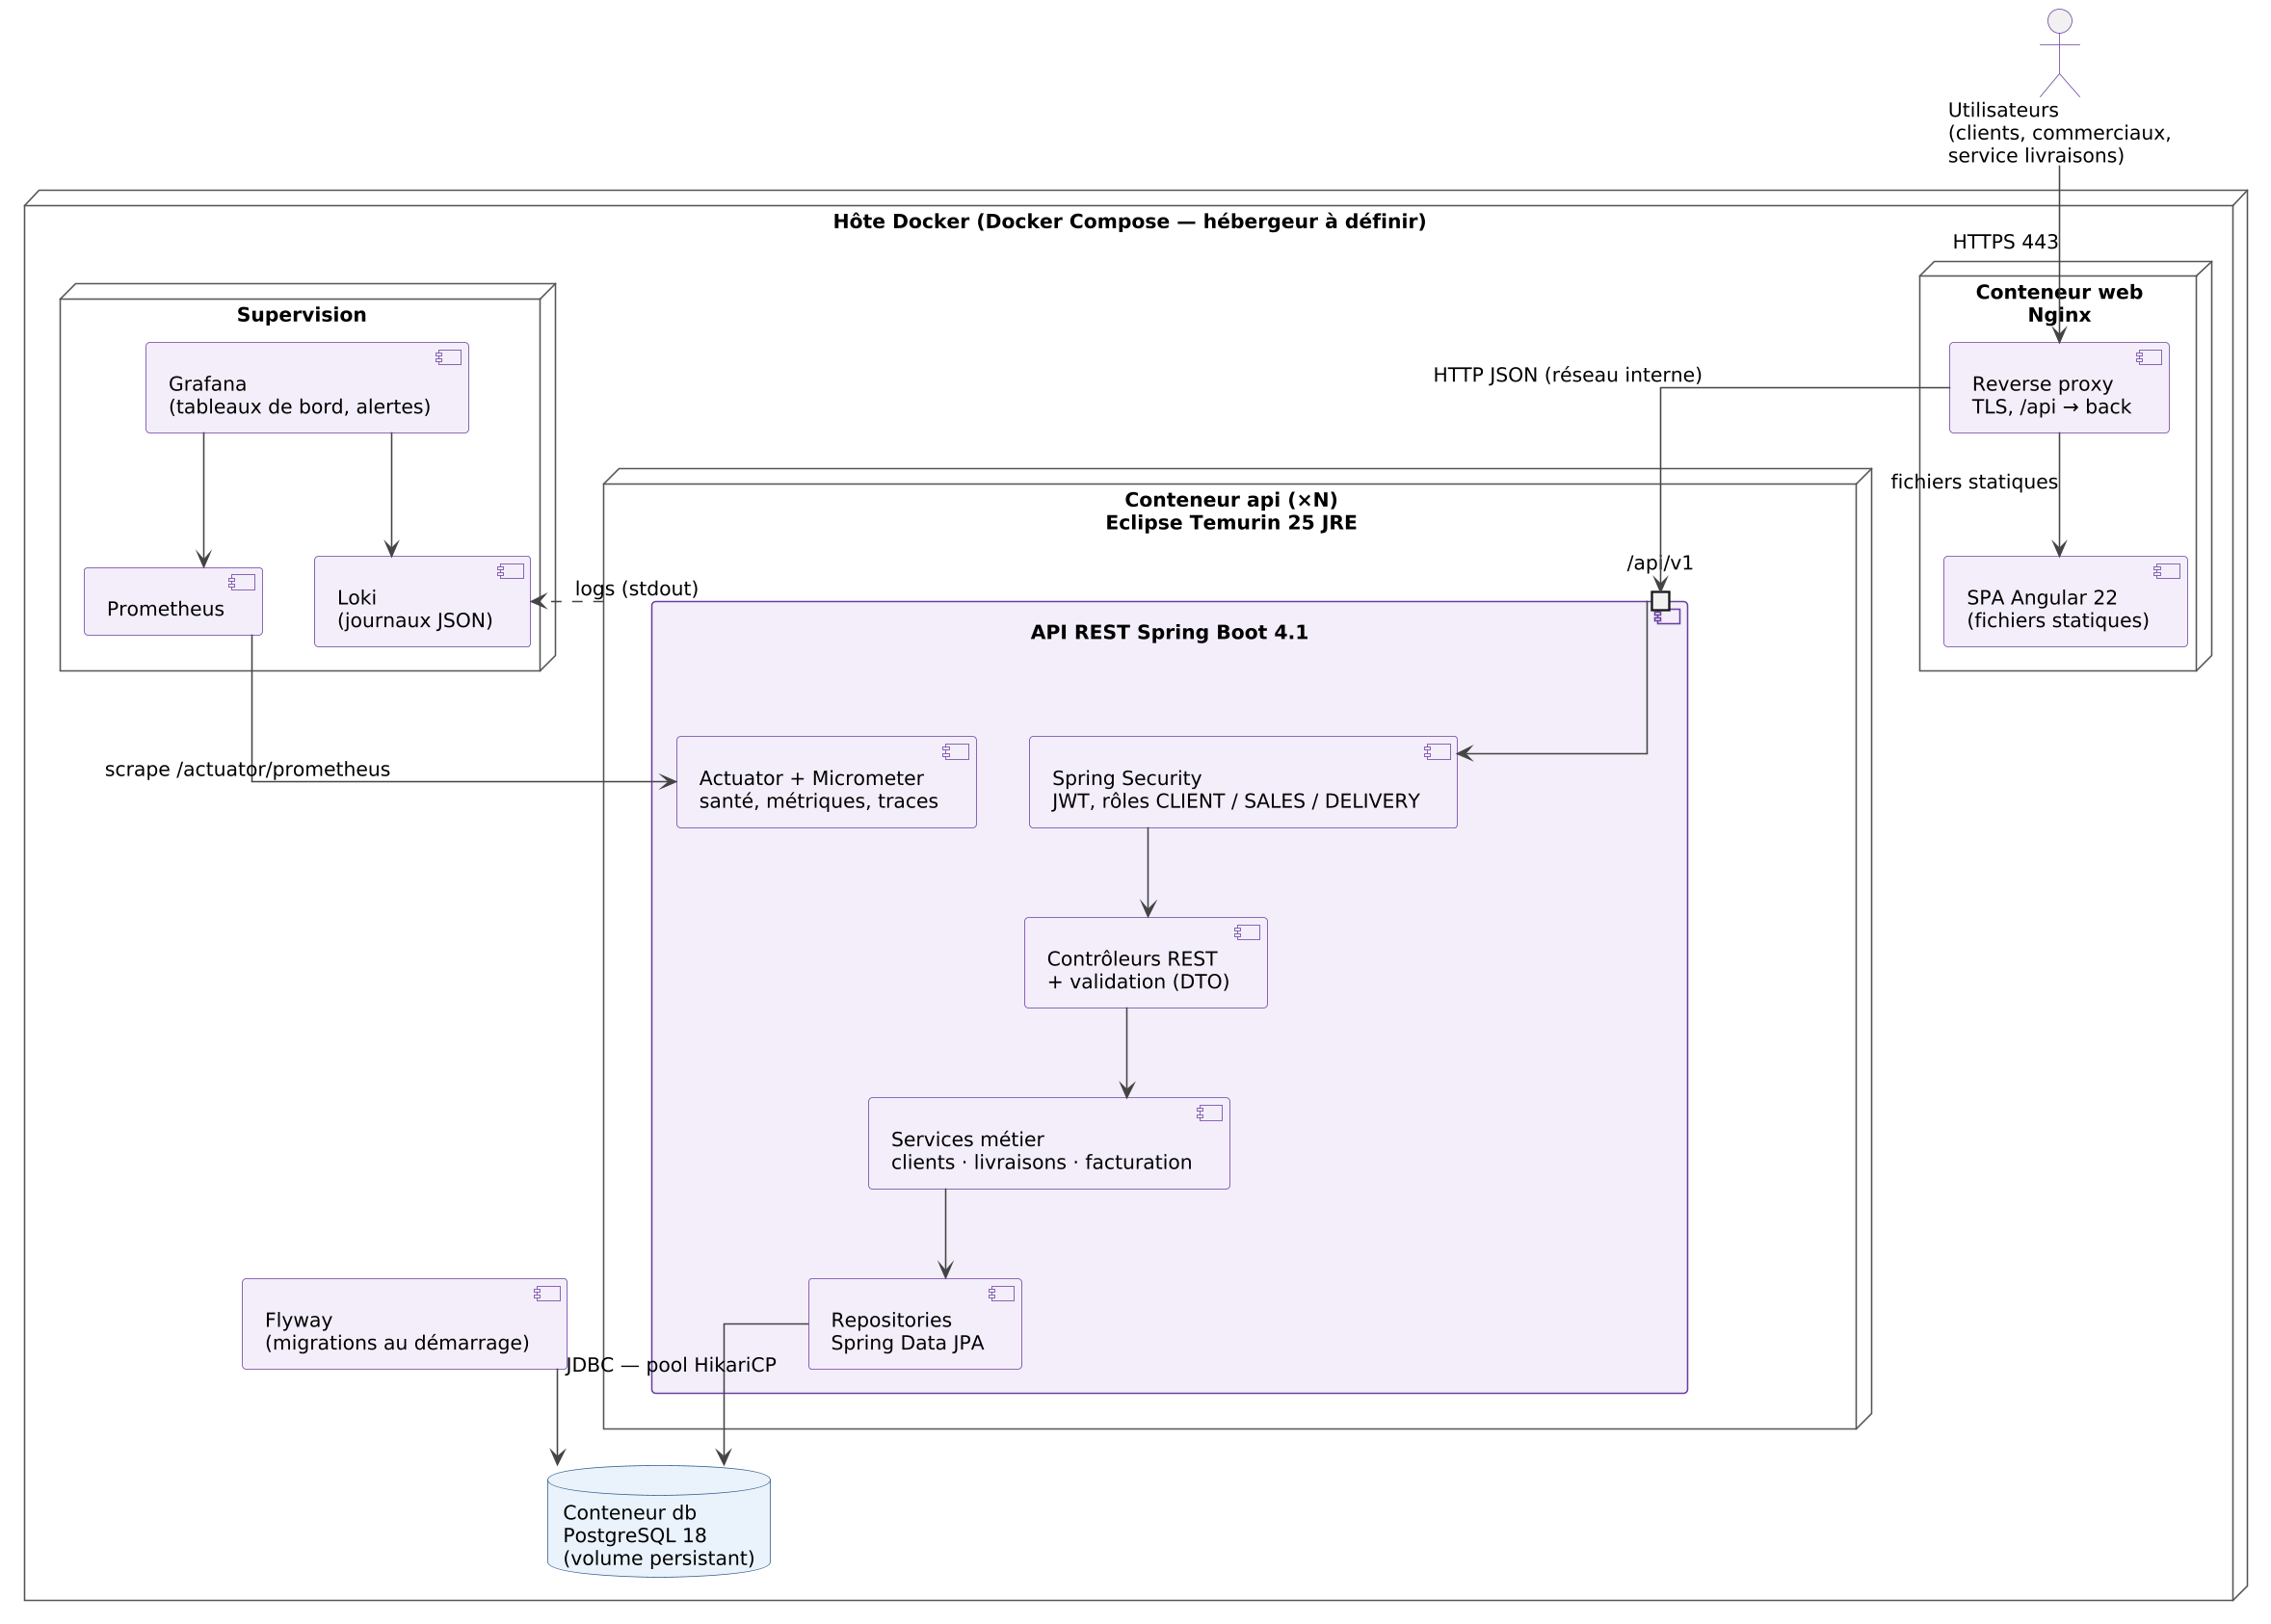 Utilisateurs
(clients, commerciaux,
service livraisons)
Hôte Docker (Docker Compose — hébergeur à définir)
HTTPS 443
Supervision
Conteneur web
Nginx
Grafana
(tableaux de bord, alertes)
HTTP JSON (réseau interne)
Reverse proxy
TLS, /api → back
fichiers statiques
Conteneur api (×N)
Eclipse Temurin 25 JRE
/api/v1
Prometheus
Loki
(journaux JSON)
logs (stdout)
SPA Angular 22
(fichiers statiques)
API REST Spring Boot 4.1
scrape /actuator/prometheus
Actuator + Micrometer
santé, métriques, traces
Spring Security
JWT, rôles CLIENT / SALES / DELIVERY
Contrôleurs REST
+ validation (DTO)
Services métier
clients · livraisons · facturation
Flyway
(migrations au démarrage)
Repositories
Spring Data JPA
JDBC — pool HikariCP
Conteneur db
PostgreSQL 18
(volume persistant)